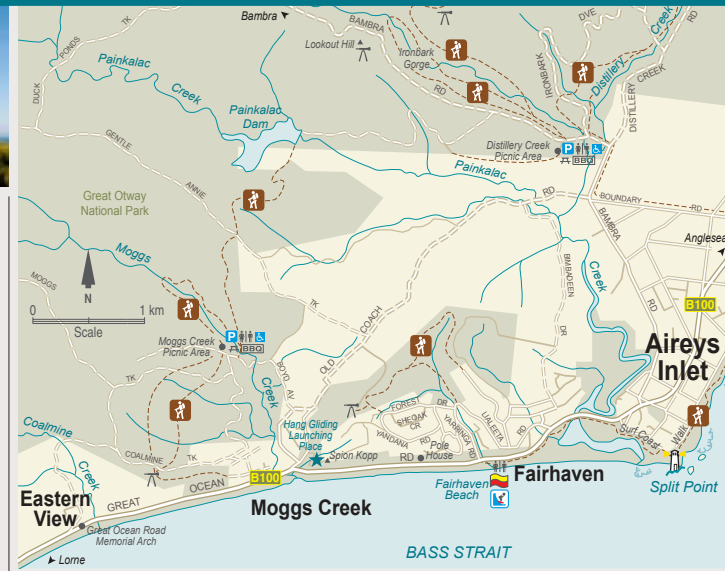 Bambra
TK
BAMBRA
DVE
Creek
RD
PONDS
Lookout Hill
Ironbark
Gorge
Painkalac
Creek
RD
IRONBARK
Distillery
CREEK
DISTILLERY
DUCK
Painkalac
Dam
GENTLE
ANNIE
TK
Distillery Creek
Picnic Area
P
BBQ
Painkalac
Great Otway
National Park
RD
BOUNDARY
RD
BAMBRA
RD
Anglesea
Moggs
Creek
MOGGS
TK
N
0
1 km
Scale
BIMBADEEN
DR
Creek
B100
Moggs Creek
Picnic Area
P
BBQ
OLD
COACH
BOYD
AV
Aireys
Inlet
FOREST
DR
SHEOAK
CR
YANDANA
RD
YARRINGA
RD
LIALEETA
RD
Surf Coast
Walk
Coalmine
Creek
COALMINE
TK
Hang Gliding
Launching
Place
Spion Kopp
Pole
House
RD
B100
Fairhaven
Beach
Fairhaven
Split Point
Eastern
View
GREAT
OCEAN
Moggs Creek
Great Ocean Road
Memorial Arch
Lorne
BASS STRAIT